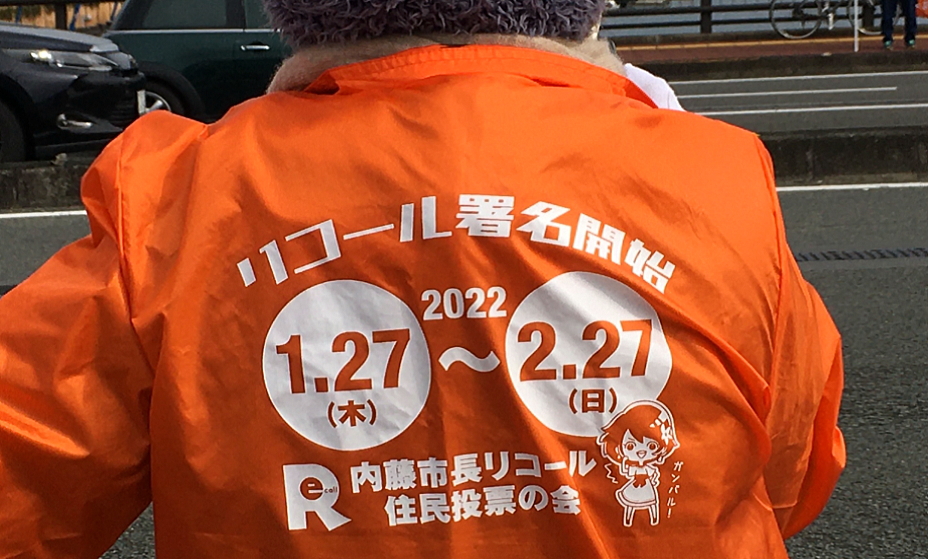 リコール署名開始
2022
1.27
(木)
～
2.27
(日)
Recall
内藤市長リコール
住民投票の会
ガンバルー